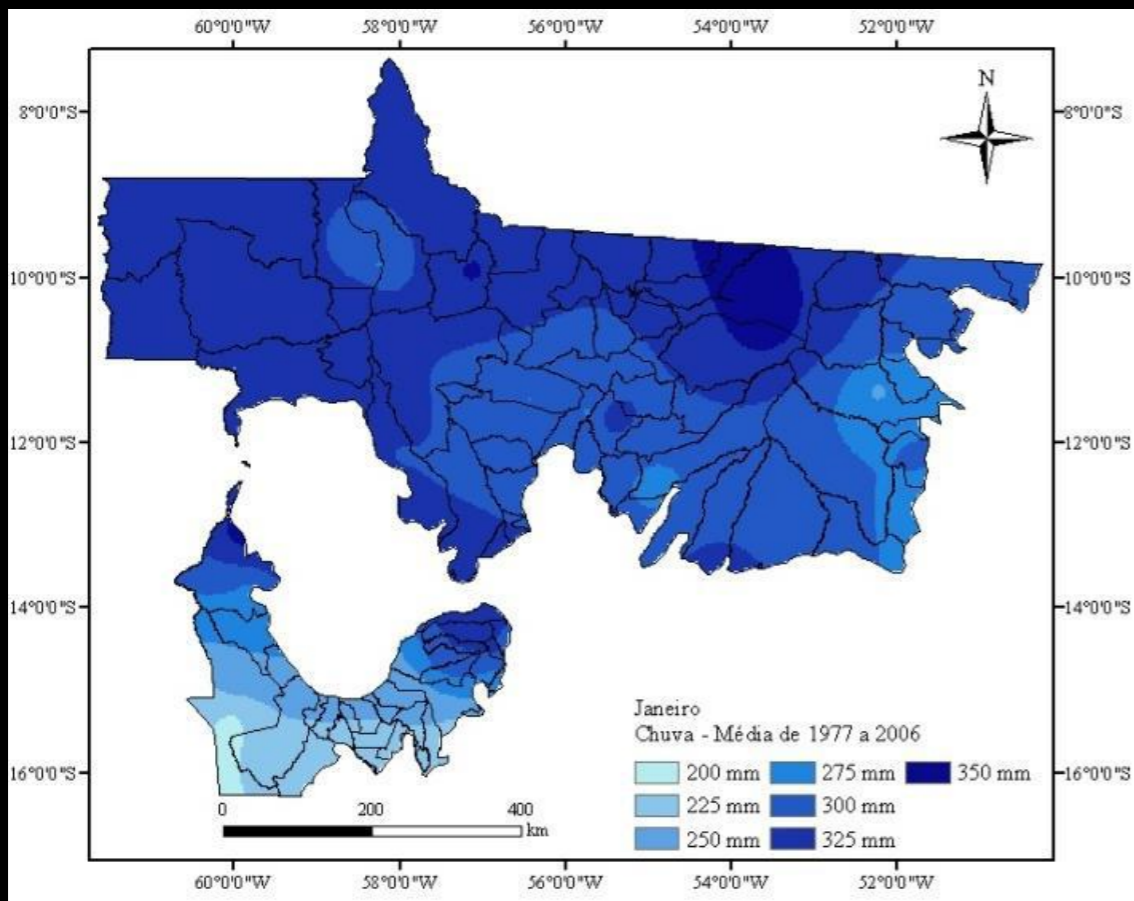 60°0'0"W 58°0'0"W 56°0'0"W 54°0'0"W 52°0'0"W
N
8°0'0"S 8°0'0"S
10°0'0"S 10°0'0"S
12°0'0"S 12°0'0"S
14°0'0"S 14°0'0"S
Janeiro
Chuva - Média de 1977 a 2006
200 mm 275 mm 350 mm
16°0'0"S 16°0'0"S
225 mm 300 mm
0 200 400
km
250 mm 325 mm
60°0'0"W 58°0'0"W 56°0'0"W 54°0'0"W 52°0'0"W